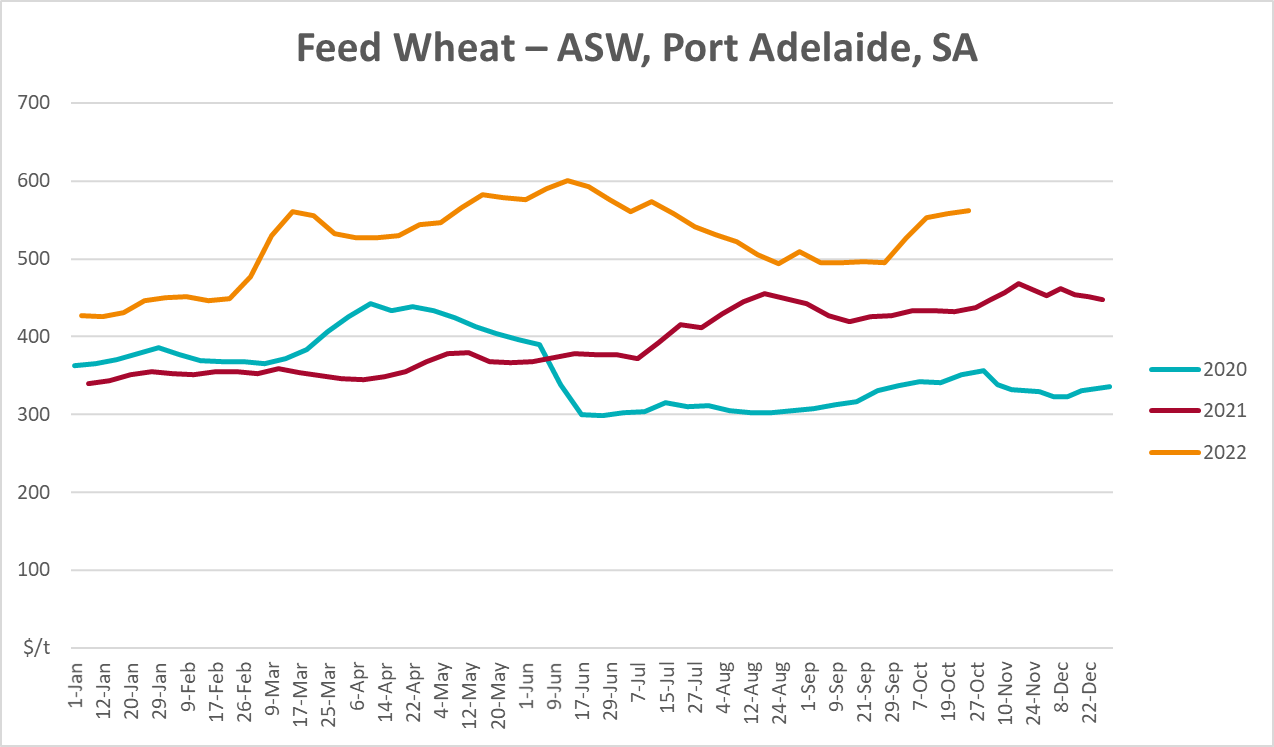 Feed Wheat – ASW, Port Adelaide, SA
700
600
500
400
300
200
100
$/t
1-Jan
12-Jan
20-Jan
29-Jan
9-Feb
17-Feb
26-Feb
9-Mar
17-Mar
25-Mar
6-Apr
14-Apr
22-Apr
4-May
12-May
20-May
1-Jun
9-Jun
17-Jun
29-Jun
7-Jul
15-Jul
27-Jul
4-Aug
12-Aug
24-Aug
1-Sep
9-Sep
21-Sep
29-Sep
7-Oct
19-Oct
27-Oct
10-Nov
24-Nov
8-Dec
22-Dec
2020
2021
2022